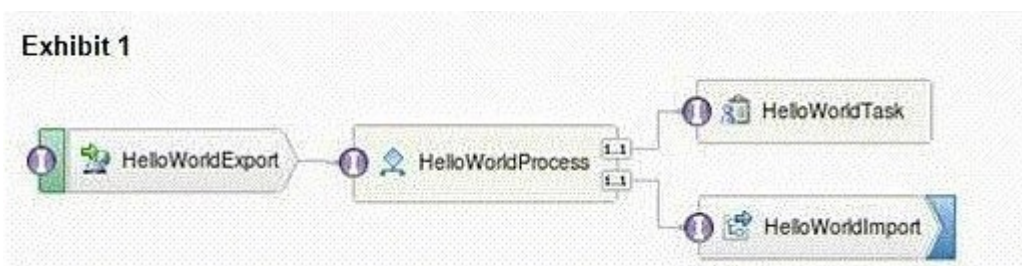 Exhibit 1
HelloWorldTask
1..1
HelloWorldExport
HelloWorldProcess
1..1
HelloWorldImport